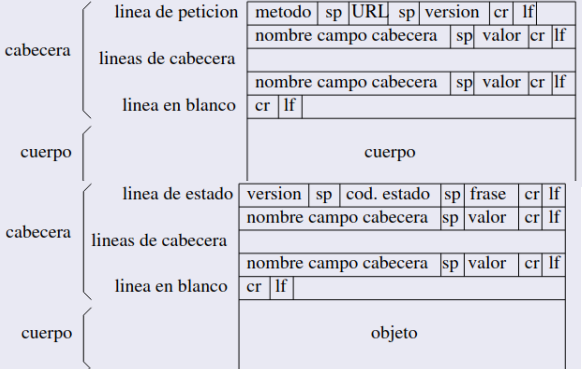 linea de peticion metodo sp URL sp version cr lf
nombre campo cabecera sp valor cr lf
cabecera
lineas de cabecera
nombre campo cabecera sp valor cr lf
linea en blanco cr lf
cuerpo cuerpo
linea de estado version sp cod. estado sp frase cr lf
nombre campo cabecera sp valor cr lf
cabecera
lineas de cabecera
nombre campo cabecera sp valor cr lf
linea en blanco cr lf
cuerpo objeto